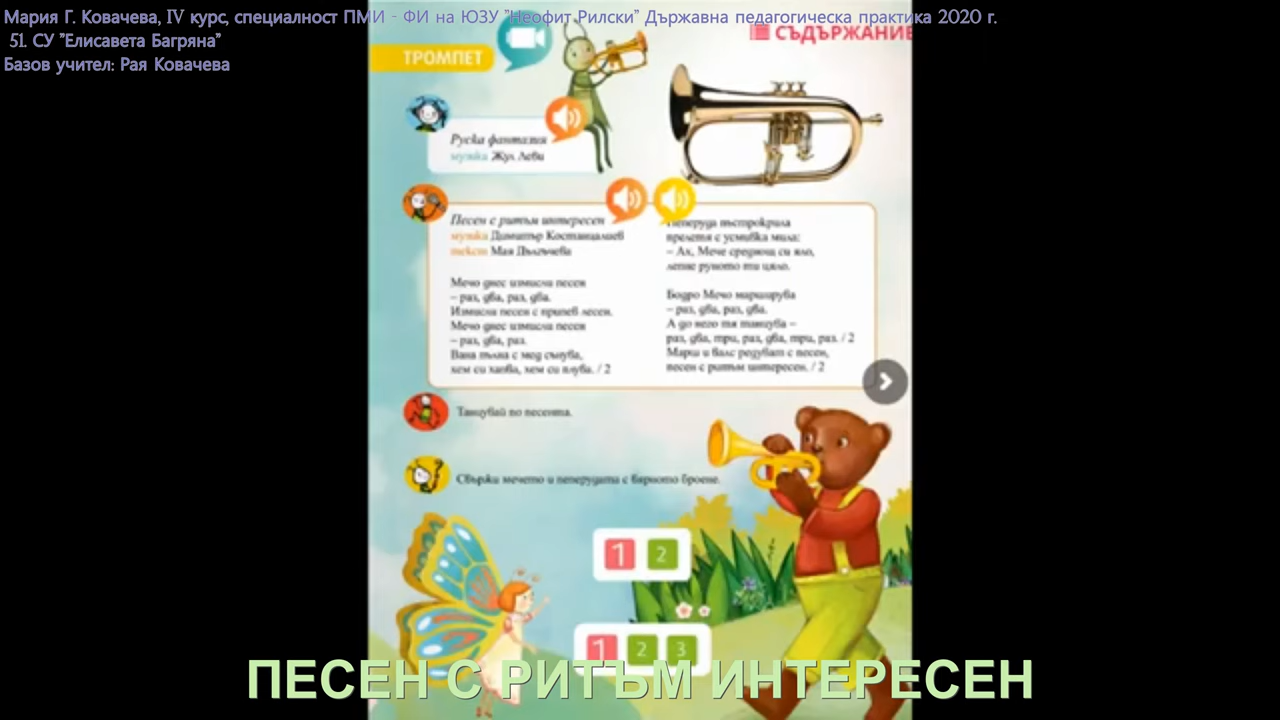 Мария Г. Ковачева, IV курс, специалност ПМИ - ФИ на ЮЗУ "Неофит Рилски" Държавна педагогическа практика 2020 г.
51. СУ "Елисавета Багряна"
Базов учител: Рая Ковачева
СЪДЪРЖАНИЕ
ТРОМПЕТ
Руска фантазия
музика Жул Леви
Песен с ритъм интересен
музика Димитър Костанцалиев
текст Мая Дългъчева
Мечо днес измисли песен
– раз, два, раз, два.
Измисли песен с припев лесен.
Мечо днес измисли песен
– раз, два, раз.
Вана пълна с мед сънува,
хем си хапва, хем си плува. / 2
Пеперуда пъстрокрила
прелетя с усмивка мила:
– Ах, Мече средношно си яло,
лепне руното ти цяло.
Бодро Мечо марширува
– раз, два, раз, два.
А до него тя танцува –
раз, два, три, раз, два, три, раз. / 2
Марш и валс редуват с песен,
песен с ритъм интересен. / 2
Танцувай по песента.
Свържи мечето и пеперудата с вярното броене.
1 2
1 2 3
ПЕСЕН С РИТЪМ ИНТЕРЕСЕН